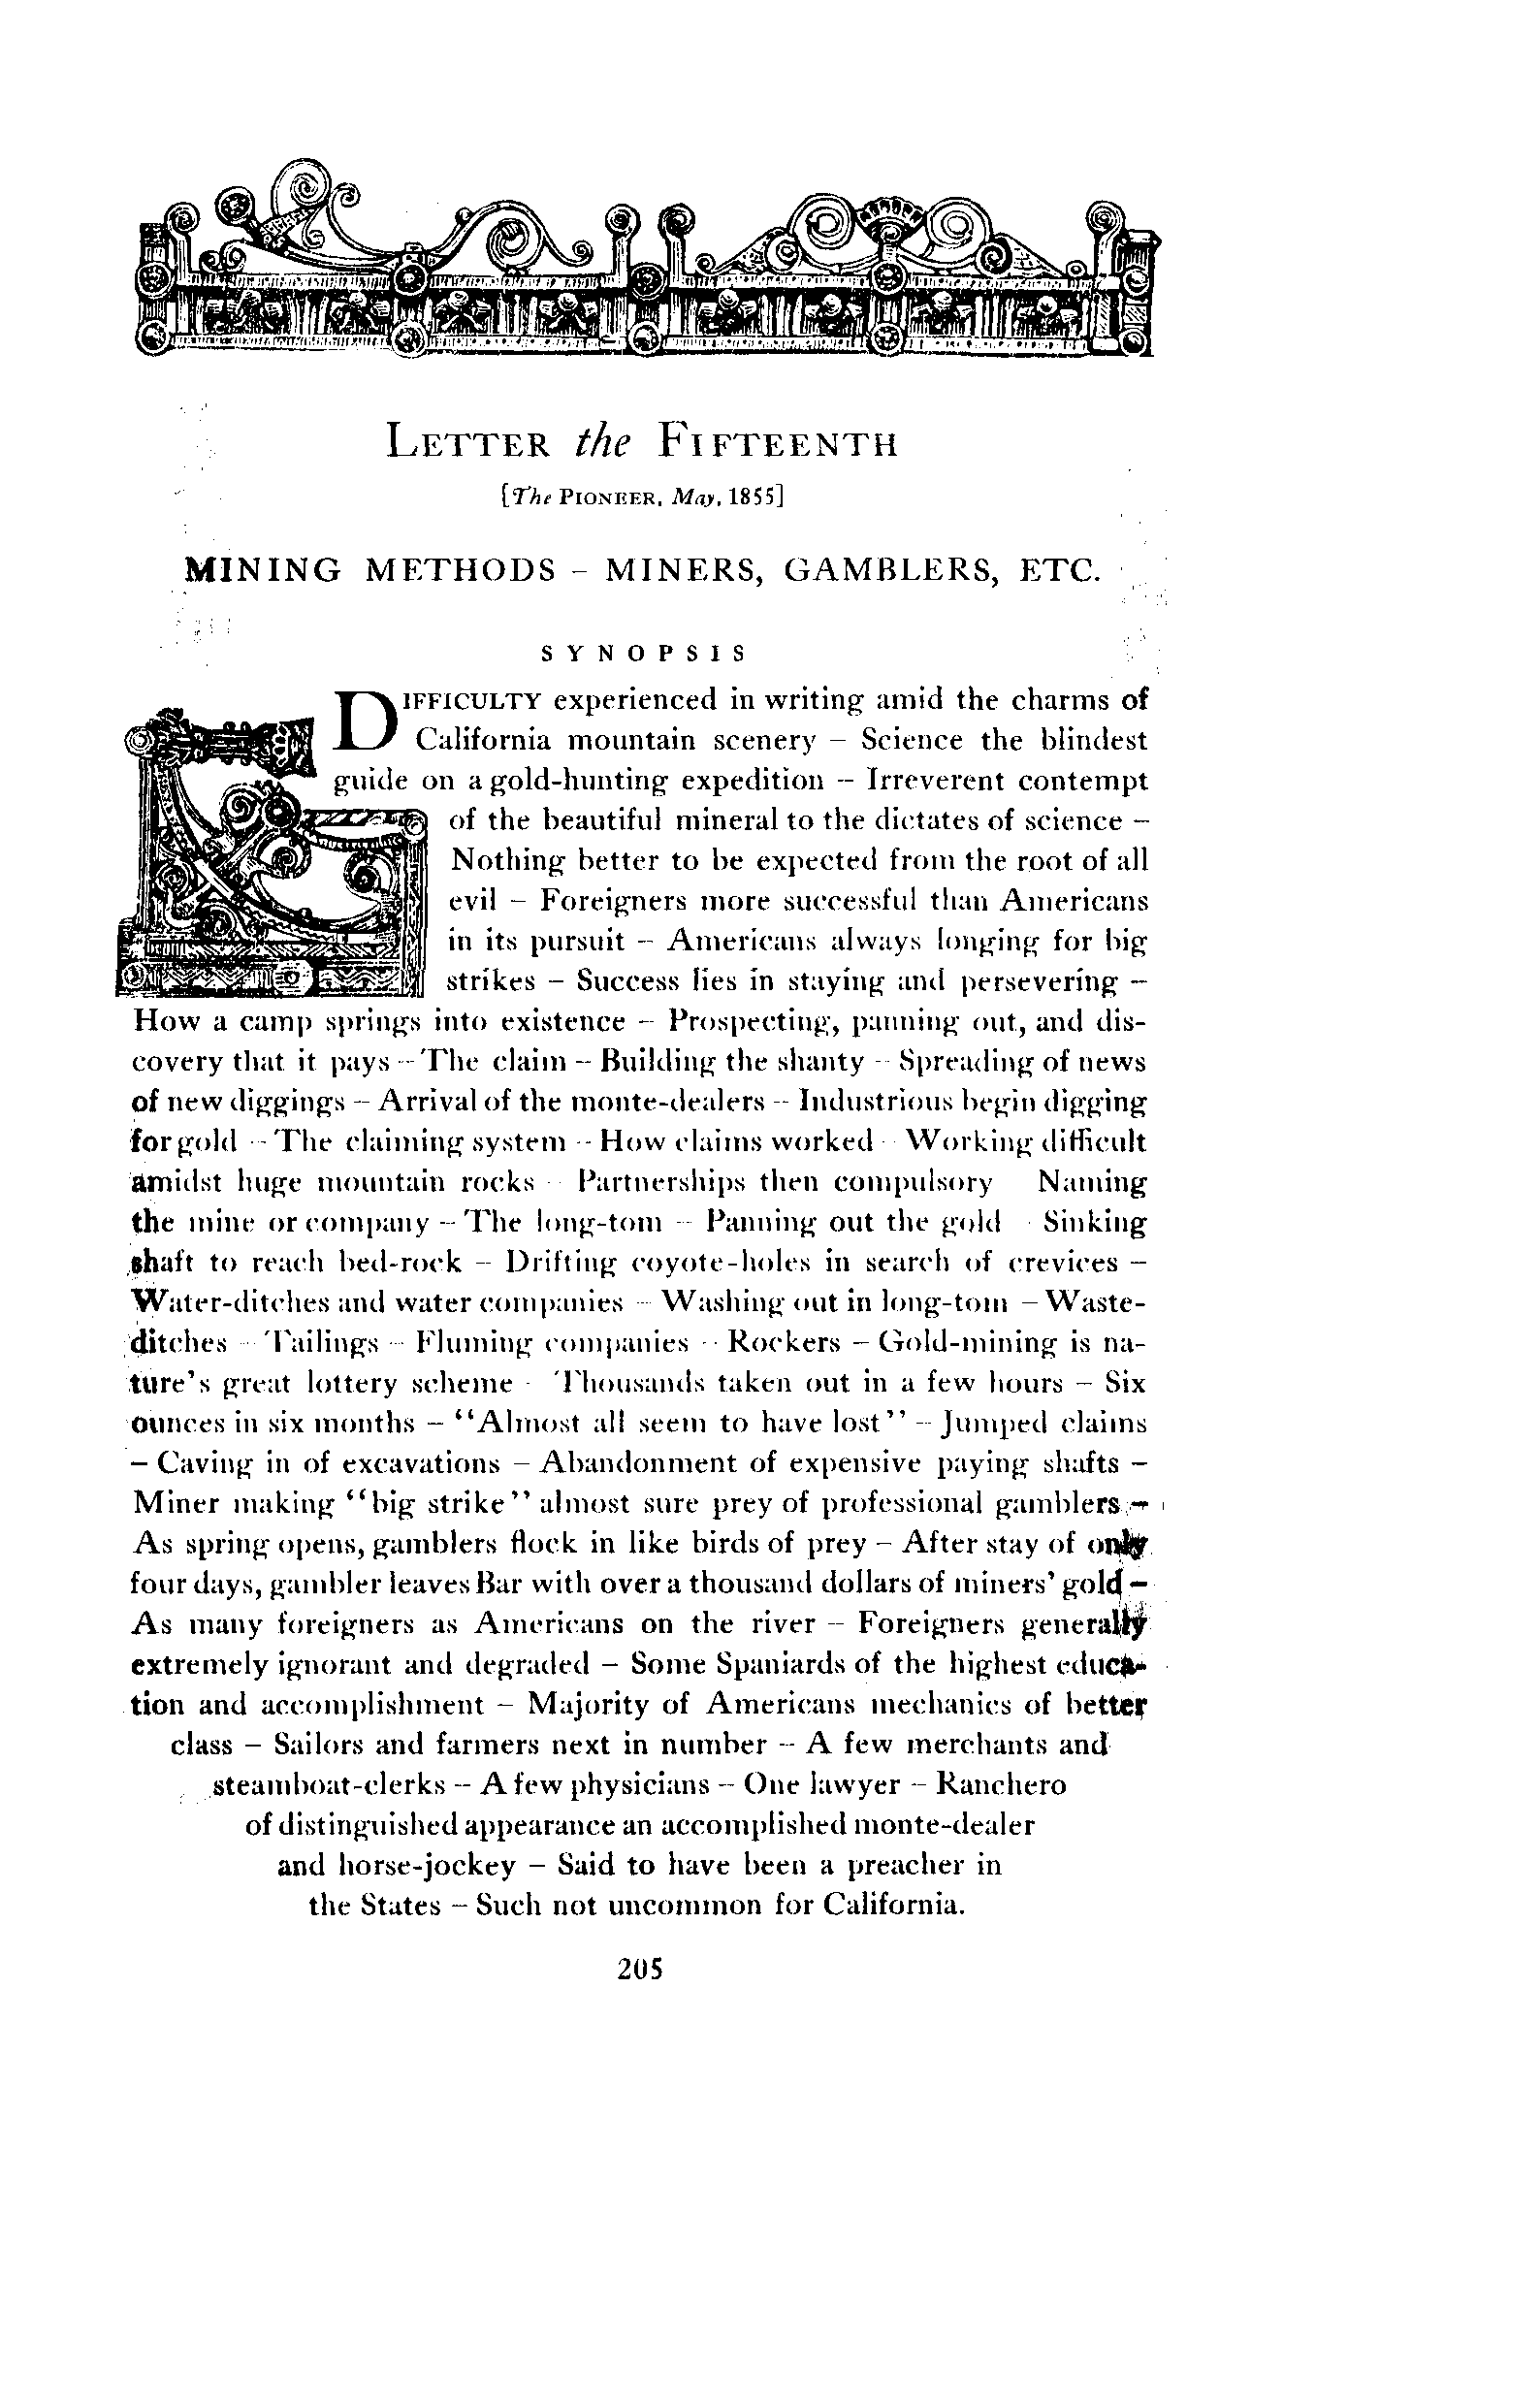 LETTER the FIFTEENTH
[The PIONEER, May, 1855]
MINING METHODS – MINERS, GAMBLERS, ETC.
SYNOPSIS
DIFFICULTY experienced in writing amid the charms of
California mountain scenery – Science the blindest
guide on a gold-hunting expedition – Irreverent contempt
of the beautiful mineral to the dictates of science –
Nothing better to be expected from the root of all
evil – Foreigners more successful than Americans
in its pursuit – Americans always longing for big
strikes – Success lies in staying and persevering –
How a camp springs into existence – Prospecting, panning out, and dis-
covery that it pays – The claim – Building the shanty – Spreading of news
of new diggings – Arrival of the monte-dealers – Industrious begin digging
for gold – The claiming system – How claims worked – Working difficult
amidst huge mountain rocks – Partnerships then compulsory – Naming
the mine or company – The long-tom – Panning out the gold – Sinking
shaft to reach bed-rock – Drifting coyote-holes in search of crevices –
Water-ditches and water companies – Washing out in long-tom – Waste-
ditches – Tailings – Fluming companies – Rockers – Gold-mining is na-
ture's great lottery scheme – Thousands taken out in a few hours – Six
ounces in six months – “Almost all seem to have lost” – Jumped claims
– Caving in of excavations – Abandonment of expensive paying shafts –
Miner making “big strike” almost sure prey of professional gamblers –
As spring opens, gamblers flock in like birds of prey – After stay of only
four days, gambler leaves Bar with over a thousand dollars of miners' gold –
As many foreigners as Americans on the river – Foreigners generally
extremely ignorant and degraded – Some Spaniards of the highest educa-
tion and accomplishment – Majority of Americans mechanics of better
class – Sailors and farmers next in number – A few merchants and
steamboat-clerks – A few physicians – One lawyer – Ranchero
of distinguished appearance an accomplished monte-dealer
and horse-jockey – Said to have been a preacher in
the States – Such not uncommon for California.
205